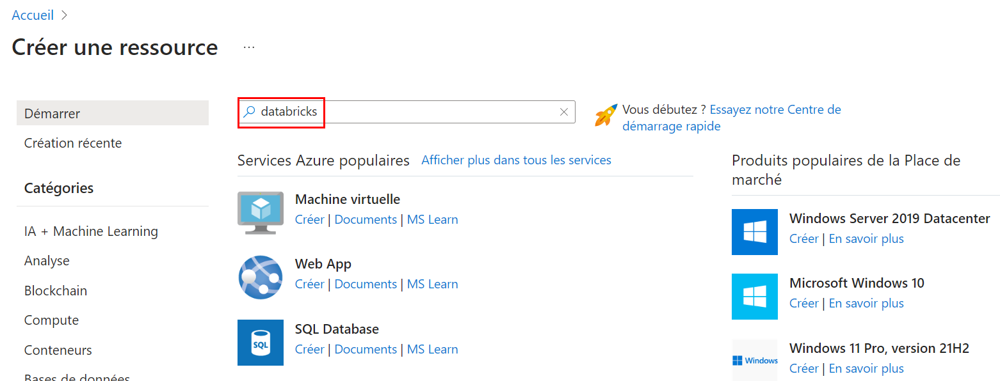 Accueil
Créer une ressource
...
Démarrer
Création récente
Catégories
IA + Machine Learning
Analyse
Blockchain
Compute
Conteneurs
Bases de données
databricks
Vous débutez ? Essayez notre Centre de
démarrage rapide
Services Azure populaires Afficher plus dans tous les services
Machine virtuelle
Créer | Documents | MS Learn
Web App
Créer | Documents | MS Learn
SQL
SQL Database
Créer | Documents | MS Learn
Produits populaires de la Place de
marché
Windows Server 2019 Datacenter
Créer | En savoir plus
Microsoft Windows 10
Créer | En savoir plus
Windows
Windows 11 Pro, version 21H2
Créer | En savoir plus